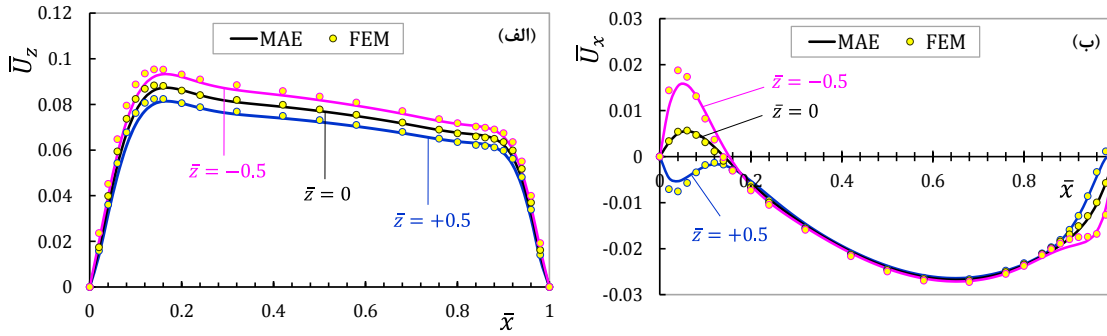 0.12
0.1
0.08
0.06
0.04
0.02
0
Ūz
MAE FEM
(الف)
z̄ = −0.5
z̄ = 0
z̄ = +0.5
0 0.2 0.4 0.6 0.8 1
x̄
0.03
0.02
0.01
0
-0.01
-0.02
-0.03
Ūx
MAE FEM
(ب)
z̄ = −0.5
z̄ = 0
z̄ = +0.5
0 0.2 0.4 0.6 0.8
x̄